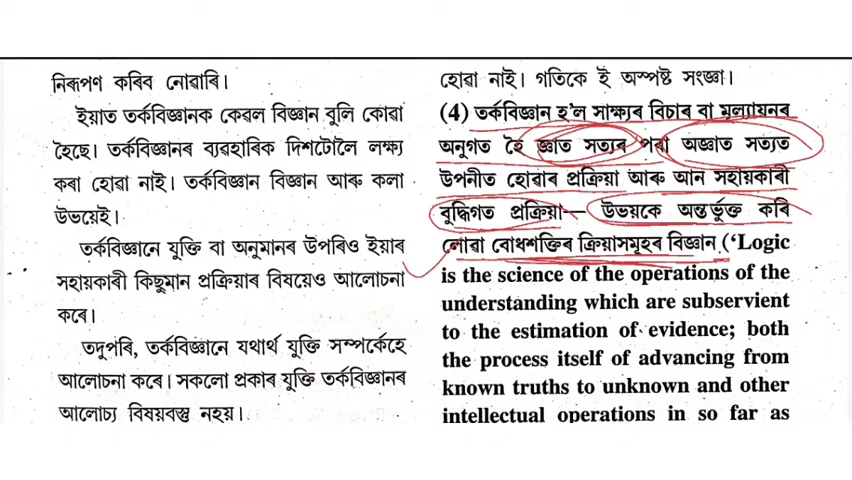 নিৰূপণ কৰিব নোৱাৰি।
ইয়াত তৰ্কবিজ্ঞানক কেৱল বিজ্ঞান বুলি কোৱা
হৈছে। তৰ্কবিজ্ঞানৰ ব্যৱহাৰিক দিশটোলৈ লক্ষ্য
কৰা হোৱা নাই। তৰ্কবিজ্ঞান বিজ্ঞান আৰু কলা
উভয়েই।
তৰ্কবিজ্ঞানে যুক্তি বা অনুমানৰ উপৰিও ইয়াৰ
সহায়কাৰী কিছুমান প্ৰক্ৰিয়াৰ বিষয়েও আলোচনা
কৰে।
তদুপৰি, তৰ্কবিজ্ঞানে যথাৰ্থ যুক্তি সম্পৰ্কেহে
আলোচনা কৰে। সকলো প্ৰকাৰ যুক্তি তৰ্কবিজ্ঞানৰ
আলোচ্য বিষয়বস্তু নহয়।
হোৱা নাই। গতিকে ই অস্পষ্ট সংজ্ঞা।
(4) তৰ্কবিজ্ঞান হ'ল সাক্ষ্যৰ বিচাৰ বা মূল্যায়নৰ
অনুগত হৈ জ্ঞাত সত্যৰ পৰা অজ্ঞাত সত্যত
উপনীত হোৱাৰ প্ৰক্ৰিয়া আৰু আন সহায়কাৰী
বুদ্ধিগত প্ৰক্ৰিয়া— উভয়কে অন্তৰ্ভুক্ত কৰি
লোৱা বোধশক্তিৰ ক্ৰিয়াসমূহৰ বিজ্ঞান (‘Logic
is the science of the operations of the
understanding which are subservient
to the estimation of evidence; both
the process itself of advancing from
known truths to unknown and other
intellectual operations in so far as